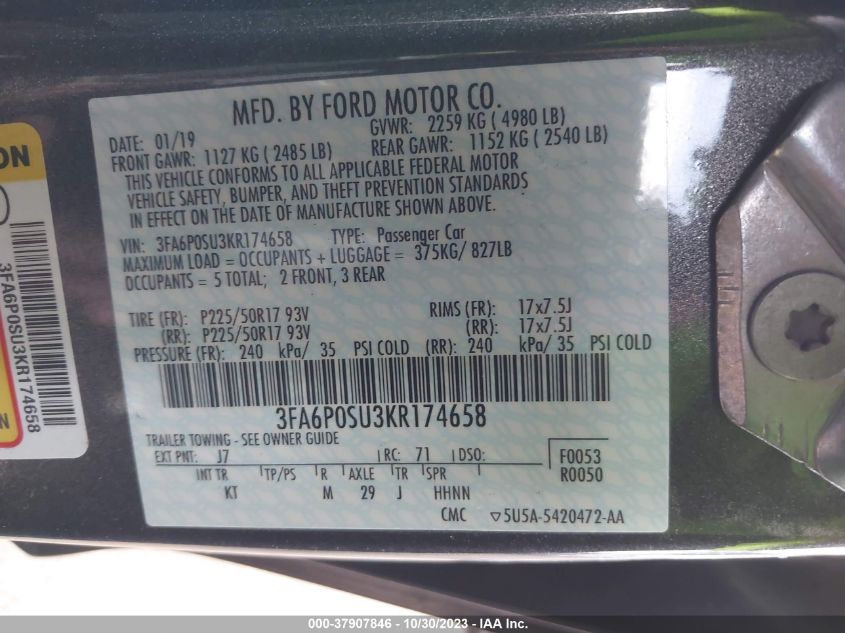 MFD. BY FORD MOTOR CO.
DATE: 01/19 GVWR: 2259 KG ( 4980 LB)
FRONT GAWR: 1127 KG ( 2485 LB) REAR GAWR: 1152 KG ( 2540 LB)
THIS VEHICLE CONFORMS TO ALL APPLICABLE FEDERAL MOTOR
VEHICLE SAFETY, BUMPER, AND THEFT PREVENTION STANDARDS
IN EFFECT ON THE DATE OF MANUFACTURE SHOWN ABOVE.
VIN: 3FA6P0SU3KR174658 TYPE: Passenger Car
MAXIMUM LOAD = OCCUPANTS + LUGGAGE = 375KG/ 827LB
OCCUPANTS = 5 TOTAL; 2 FRONT, 3 REAR
TIRE (FR): P225/50R17 93V RIMS (FR): 17x7.5J
(RR): P225/50R17 93V (RR): 17x7.5J
PRESSURE (FR): 240 kPa/ 35 PSI COLD (RR): 240 kPa/ 35 PSI COLD
3FA6P0SU3KR174658
TRAILER TOWING - SEE OWNER GUIDE
EXT PNT: J7 RC: 71 DSO: F0053
INT TR TP/PS R AXLE TR SPR R0050
KT M 29 J HHNN
CMC ▽5U5A-5420472-AA
ON
3FA6P0SU3KR174658
000-37907846 - 10/30/2023 - IAA Inc.